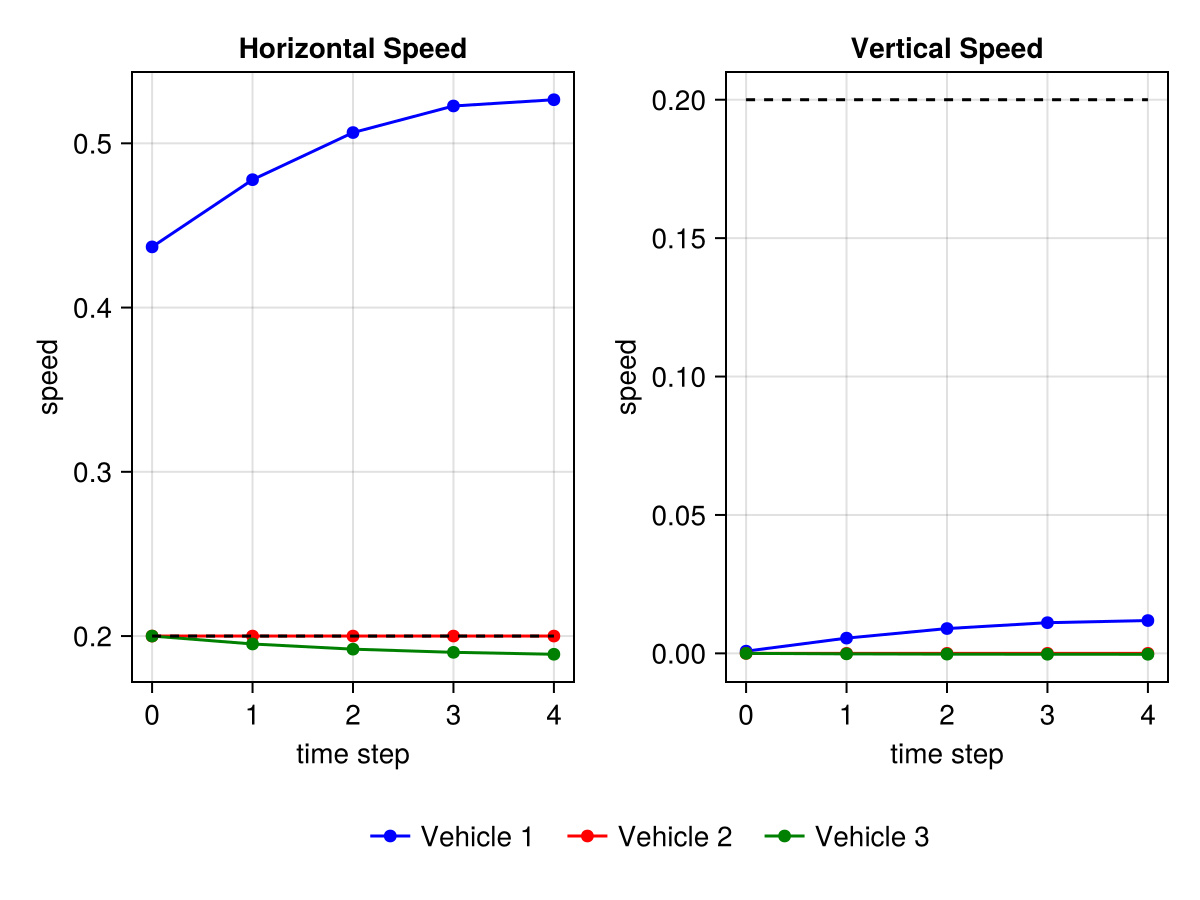 Horizontal Speed
Vertical Speed
0.5
0.4
0.3
0.2
speed
0 1 2 3 4
time step
0.20
0.15
0.10
0.05
0.00
speed
0 1 2 3 4
time step
Vehicle 1 Vehicle 2 Vehicle 3